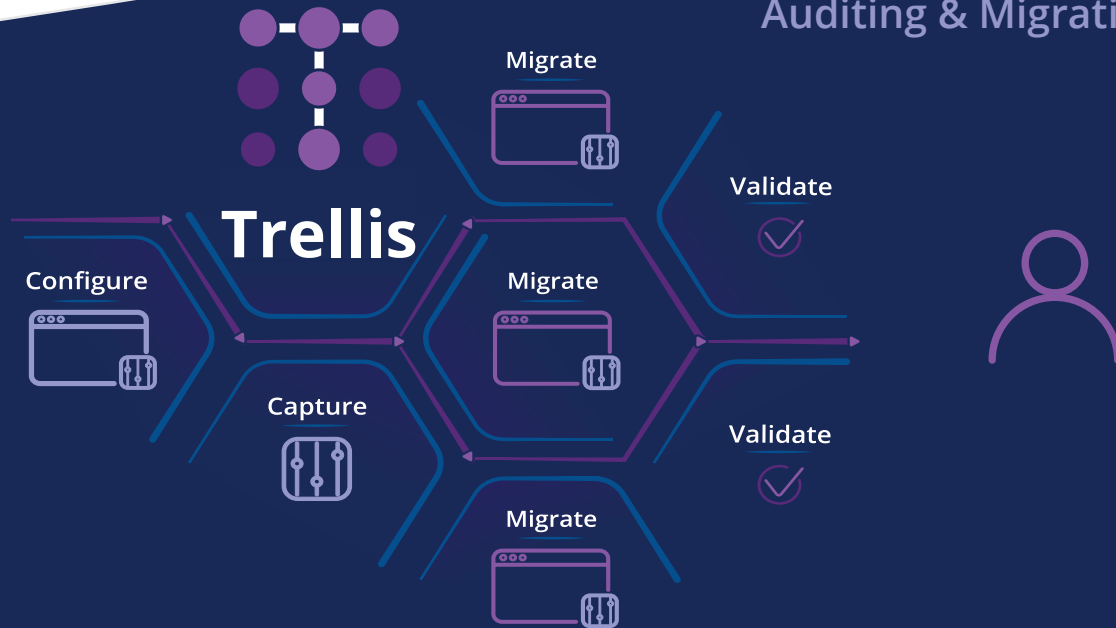 Auditing & Migrati
Migrate
Validate
Trellis
Configure
Migrate
Capture
Validate
Migrate